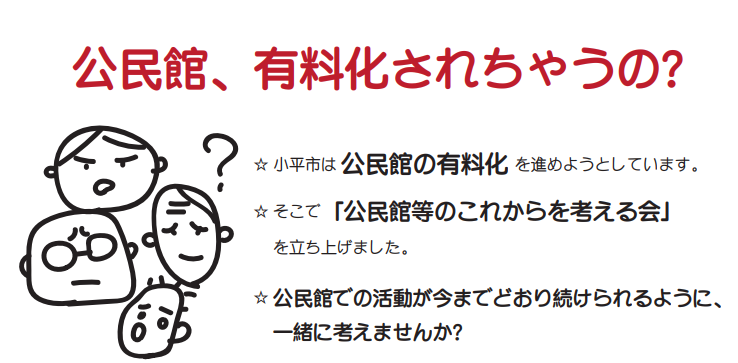 公民館、有料化されちゃうの?
?
☆ 小平市は 公民館の有料化 を進めようとしています。
☆ そこで 「公民館等のこれからを考える会」
を立ち上げました。
☆ 公民館での活動が今までどおり続けられるように、
一緒に考えませんか?